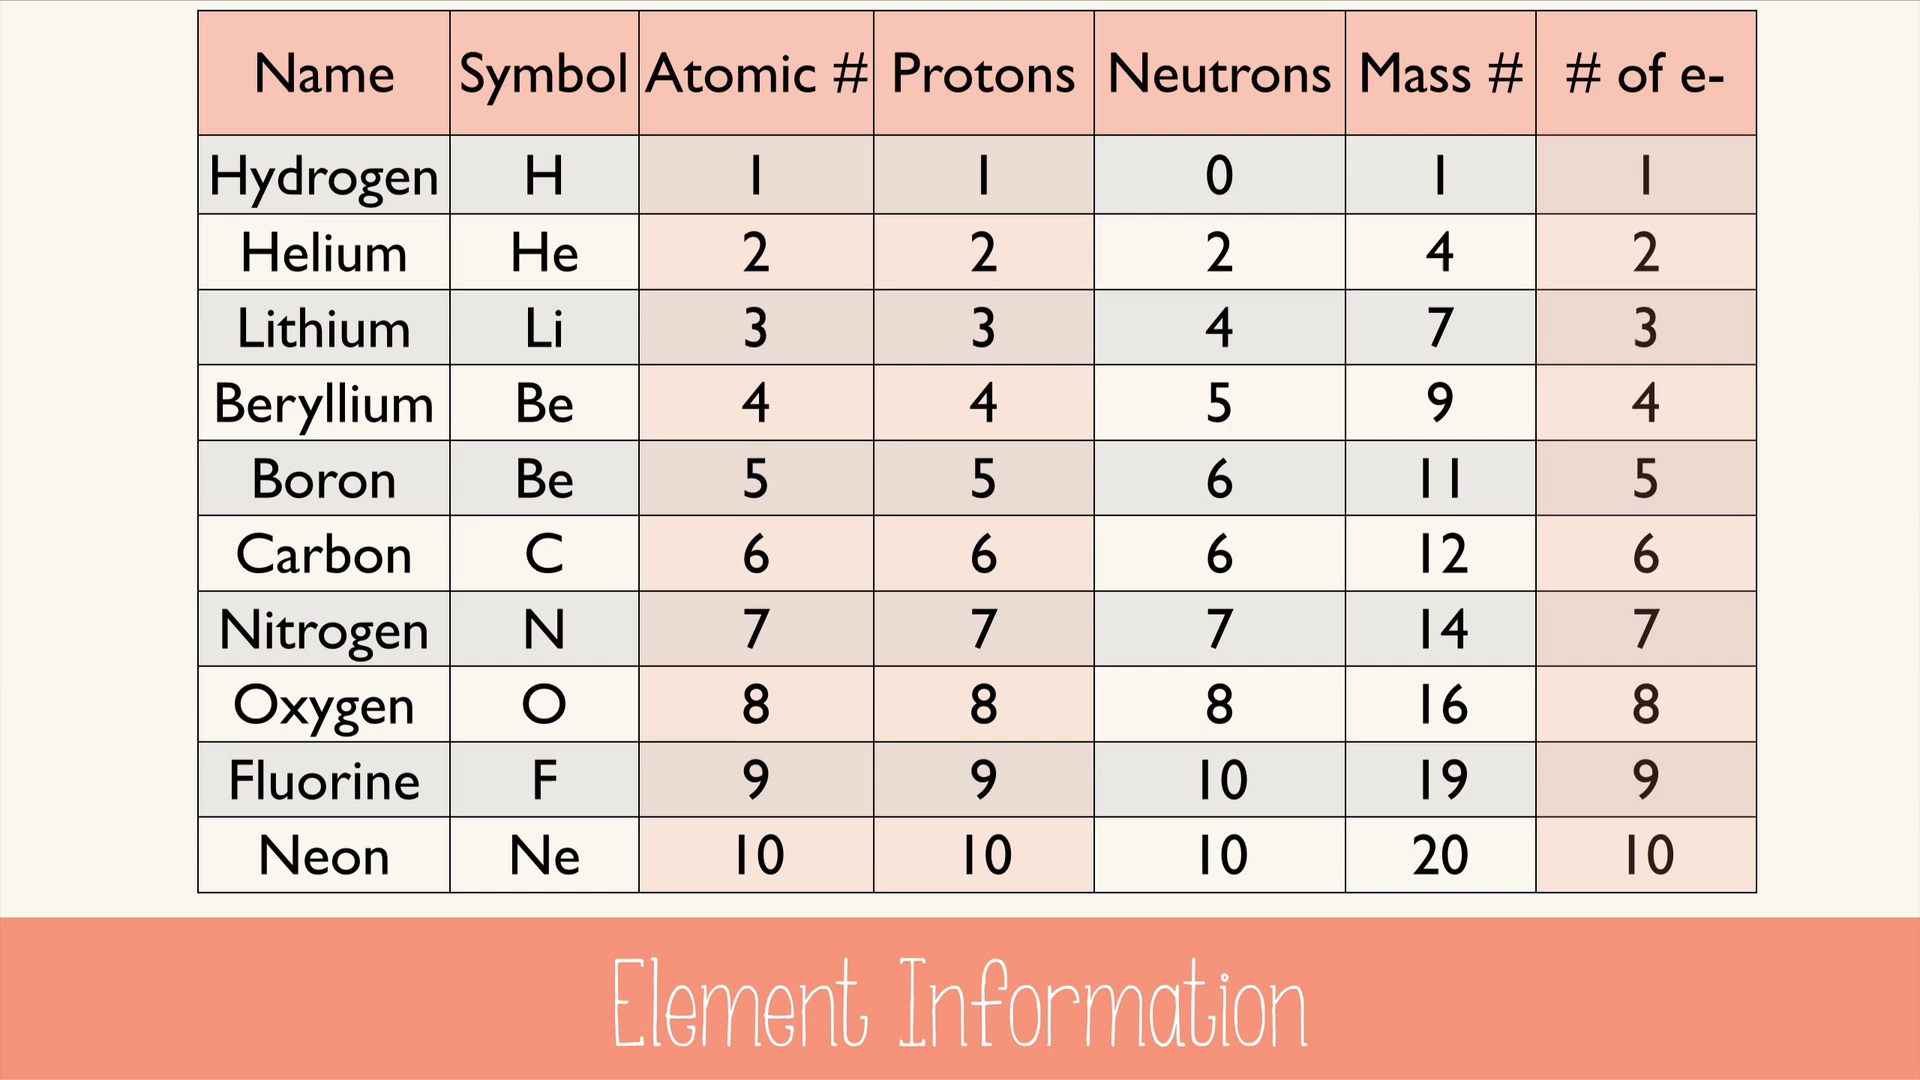 Name Symbol Atomic # Protons Neutrons Mass # # of e-
Hydrogen H 1 1 0 1 1
Helium He 2 2 2 4 2
Lithium Li 3 3 4 7 3
Beryllium Be 4 4 5 9 4
Boron Be 5 5 6 11 5
Carbon C 6 6 6 12 6
Nitrogen N 7 7 7 14 7
Oxygen O 8 8 8 16 8
Fluorine F 9 9 10 19 9
Neon Ne 10 10 10 20 10
Element Information